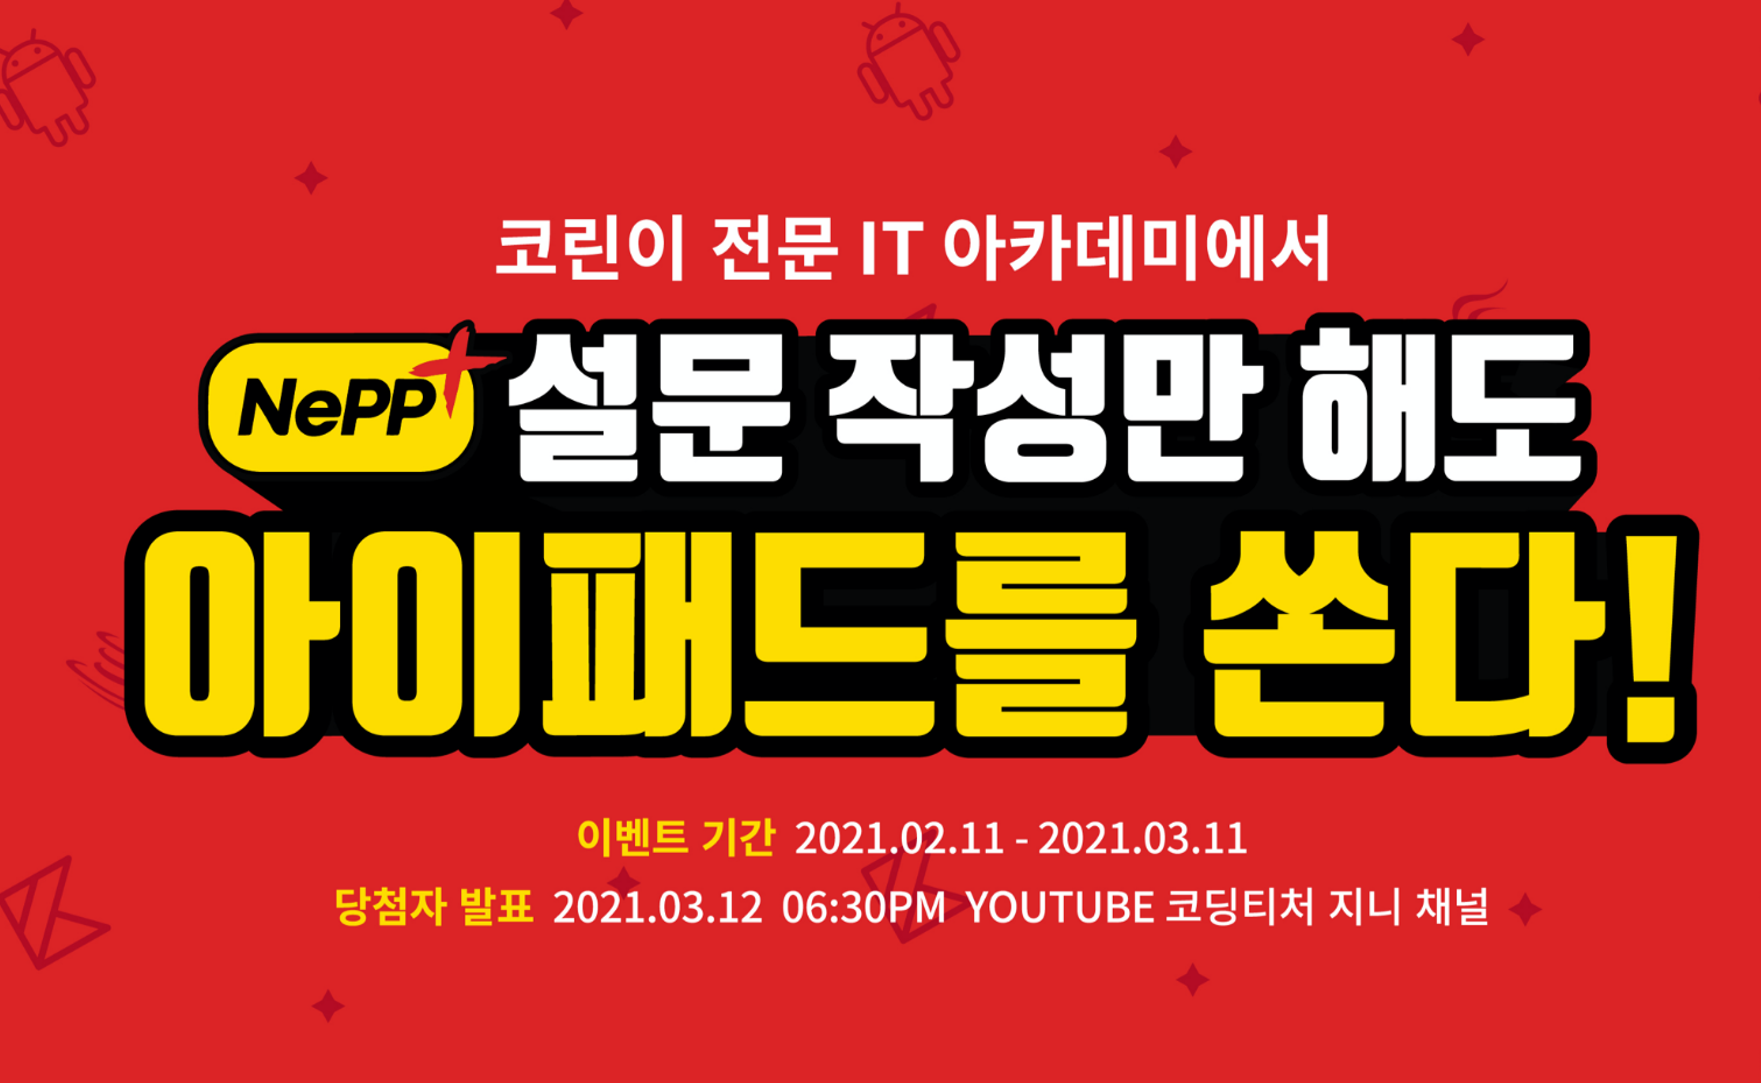 코린이 전문 IT 아카데미에서
NePP+ 설문 작성만 해도
아이패드를 쏜다!
이벤트 기간 2021.02.11 - 2021.03.11
당첨자 발표 2021.03.12 06:30PM YOUTUBE 코딩티처 지니 채널